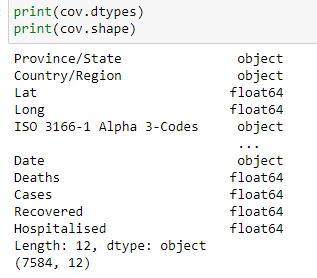 print(cov.dtypes)
print(cov.shape)
Province/State object
Country/Region object
Lat float64
Long float64
ISO 3166-1 Alpha 3-Codes object
...
Date object
Deaths float64
Cases float64
Recovered float64
Hospitalised float64
Length: 12, dtype: object
(7584, 12)